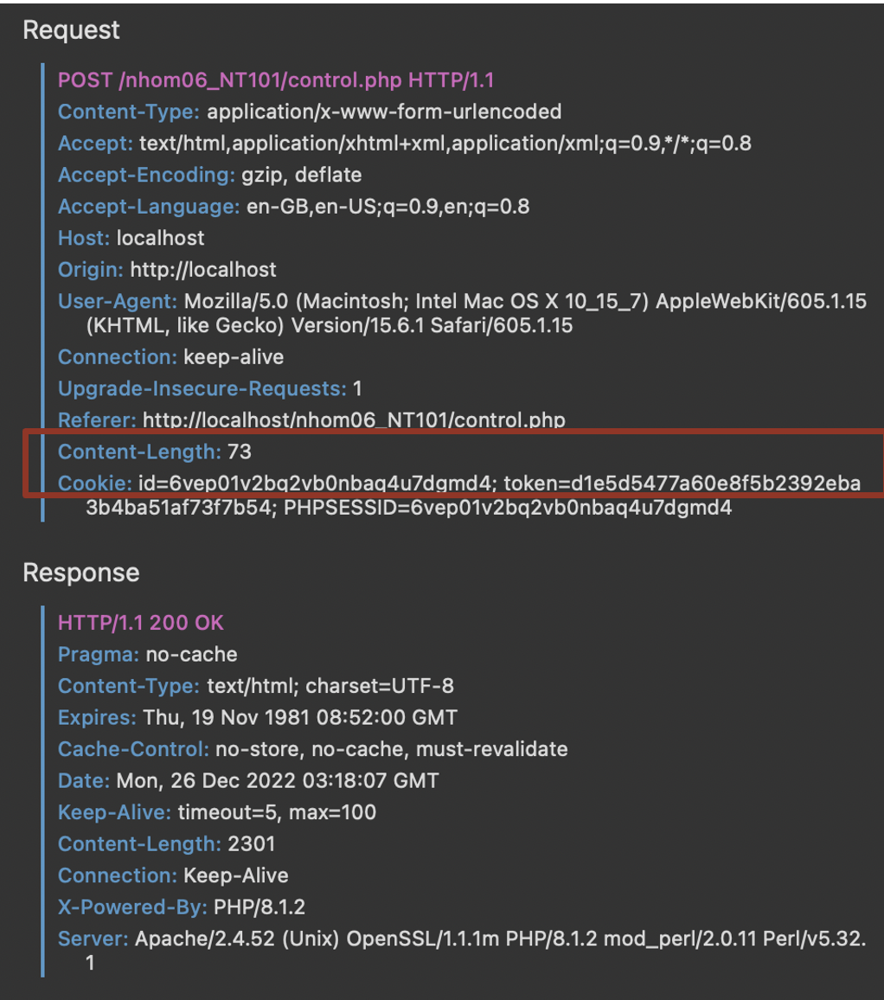 Request
POST /nhom06_NT101/control.php HTTP/1.1
Content-Type: application/x-www-form-urlencoded
Accept: text/html,application/xhtml+xml,application/xml;q=0.9,*/*;q=0.8
Accept-Encoding: gzip, deflate
Accept-Language: en-GB,en-US;q=0.9,en;q=0.8
Host: localhost
Origin: http://localhost
User-Agent: Mozilla/5.0 (Macintosh; Intel Mac OS X 10_15_7) AppleWebKit/605.1.15
(KHTML, like Gecko) Version/15.6.1 Safari/605.1.15
Connection: keep-alive
Upgrade-Insecure-Requests: 1
Referer: http://localhost/nhom06_NT101/control.php
Content-Length: 73
Cookie: id=6vep01v2bq2vb0nbaq4u7dgmd4; token=d1e5d5477a60e8f5b2392eba
3b4ba51af73f7b54; PHPSESSID=6vep01v2bq2vb0nbaq4u7dgmd4
Response
HTTP/1.1 200 OK
Pragma: no-cache
Content-Type: text/html; charset=UTF-8
Expires: Thu, 19 Nov 1981 08:52:00 GMT
Cache-Control: no-store, no-cache, must-revalidate
Date: Mon, 26 Dec 2022 03:18:07 GMT
Keep-Alive: timeout=5, max=100
Content-Length: 2301
Connection: Keep-Alive
X-Powered-By: PHP/8.1.2
Server: Apache/2.4.52 (Unix) OpenSSL/1.1.1m PHP/8.1.2 mod_perl/2.0.11 Perl/v5.32.
1